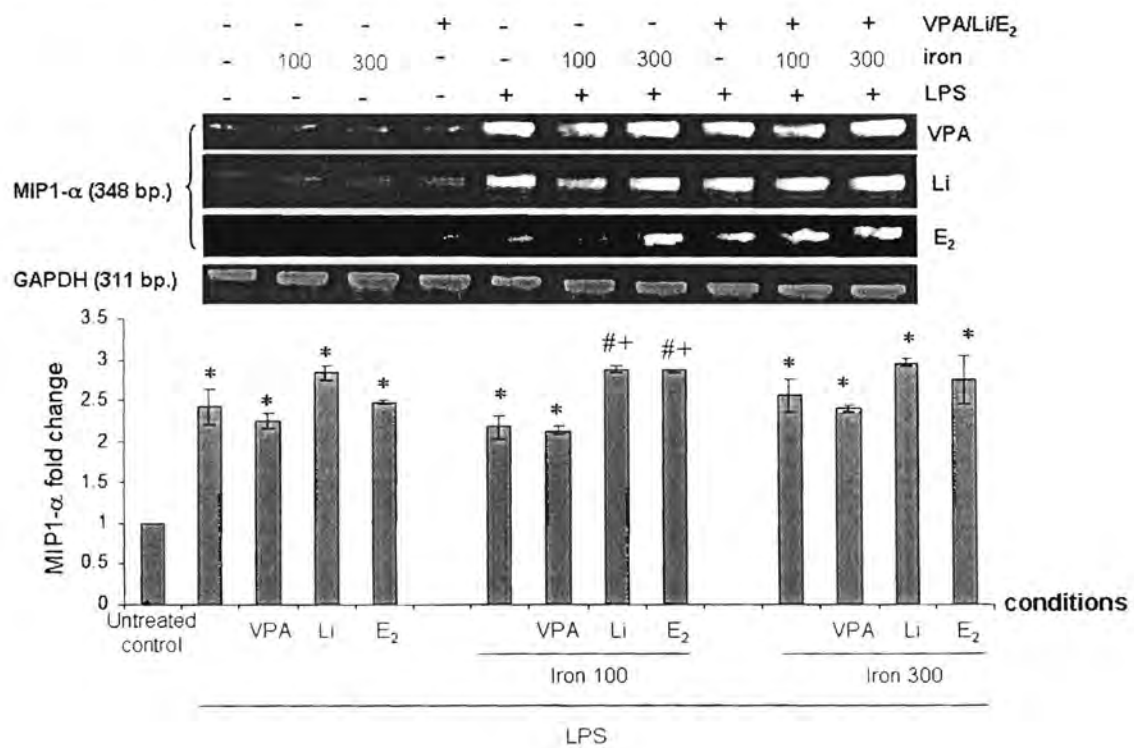 - - - + - - - + + + VPA/Li/E₂
- 100 300 - - 100 300 - 100 300 iron
- - - - + + + + + + LPS
VPA
MIP1-α (348 bp.)
Li
E₂
GAPDH (311 bp.)
3.5
3
2.5
2
1.5
1
0.5
0
MIP1-α fold change
* * * * * * #+ #+ * * * *
conditions
Untreated control VPA Li E₂ VPA Li E₂ VPA Li E₂
Iron 100 Iron 300
LPS